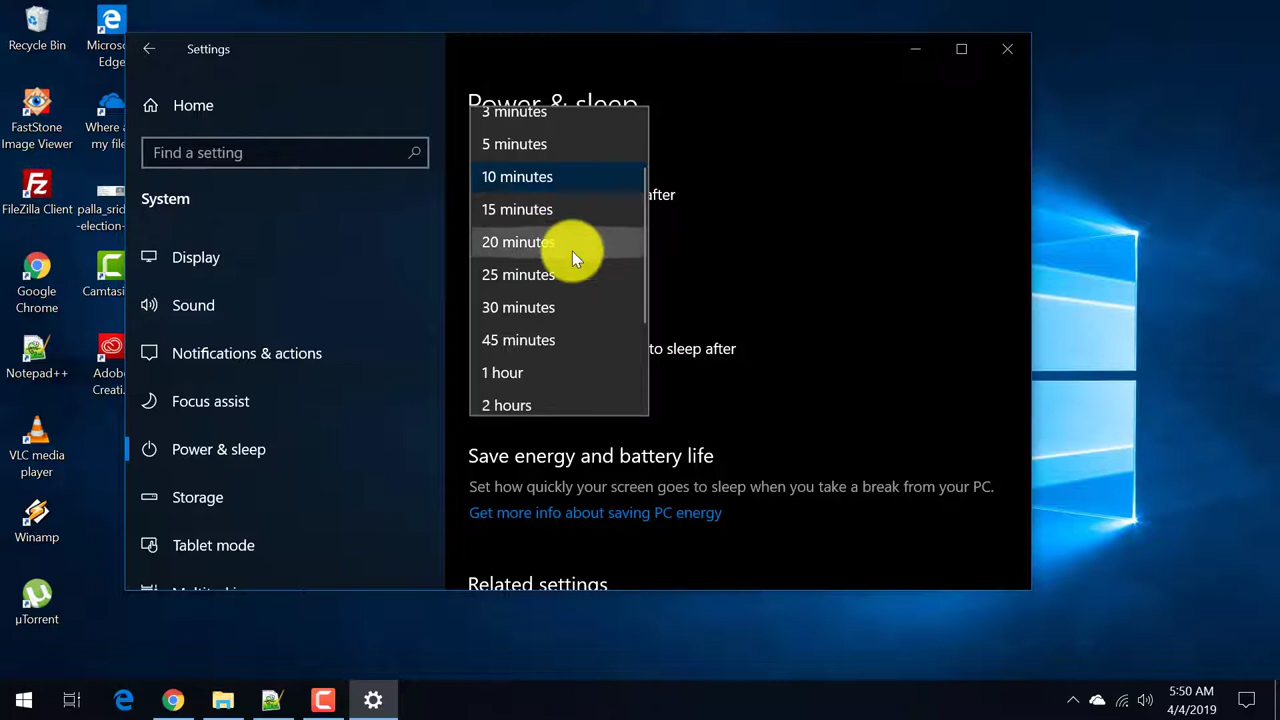 Recycle Bin
Microsoft
Edge
FastStone
Image Viewer
Where a
my file
FileZilla Client
palla_srid
-election-
Google
Chrome
Camtasi
Notepad++
Adobe
Creati...
VLC media
player
Winamp
µTorrent
Settings
Home
Find a setting
System
Display
Sound
Notifications & actions
Focus assist
Power & sleep
Storage
Tablet mode
Power & sleep
3 minutes
5 minutes
10 minutes
15 minutes
20 minutes
25 minutes
30 minutes
45 minutes
1 hour
2 hours
after
to sleep after
Save energy and battery life
Set how quickly your screen goes to sleep when you take a break from your PC.
Get more info about saving PC energy
Related settings
5:50 AM
4/4/2019